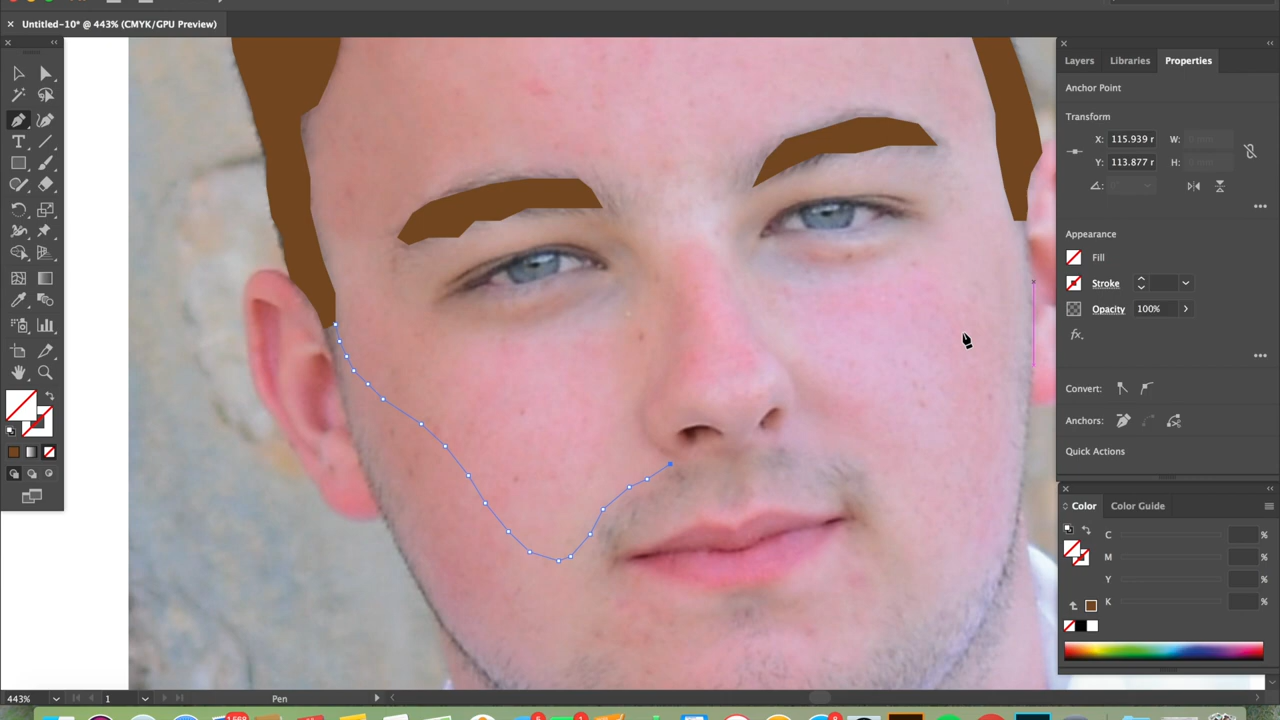 Untitled-10* @ 443% (CMYK/GPU Preview)
Layers
Libraries
Properties
Anchor Point
Transform
X:
115.939 r
W:
Y:
113.877 r
H:
Appearance
Fill
Stroke
Opacity
100%
fx.
Convert:
Anchors:
Quick Actions
Color
Color Guide
C
%
M
%
Y
%
K
%
443%
1
Pen